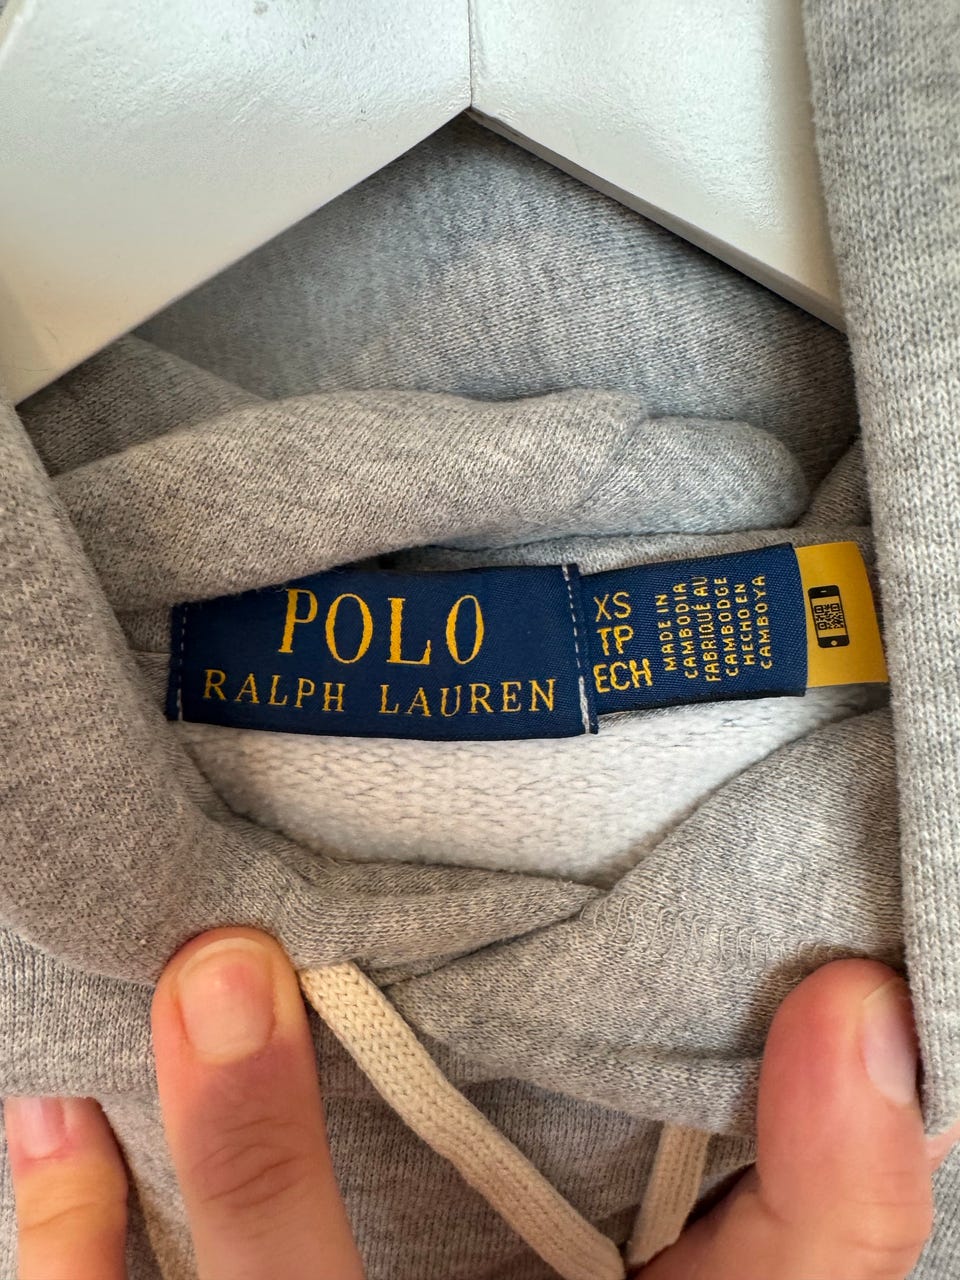 POLO
RALPH LAUREN
XS
TP
ECH
MADE IN
CAMBODIA
FABRIQUÉ AU
CAMBODGE
HECHO EN
CAMBOYA